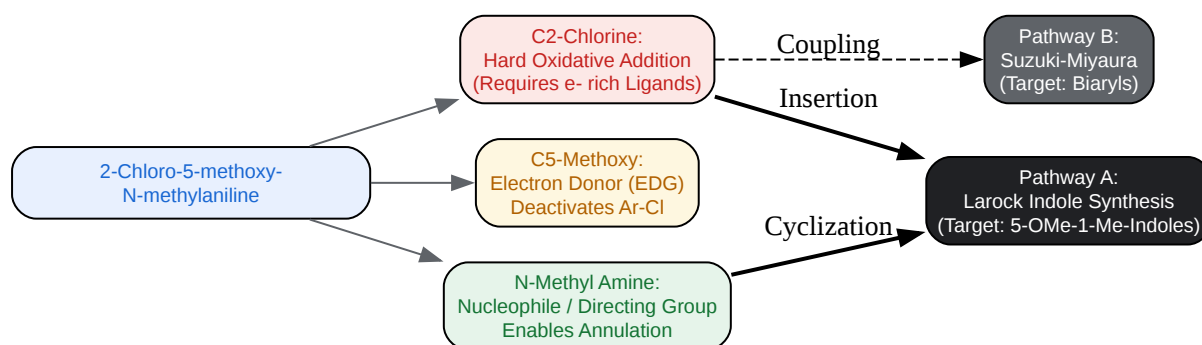 2-Chloro-5-methoxy-
N-methylaniline
C2-Chlorine:
Hard Oxidative Addition
(Requires e- rich Ligands)
C5-Methoxy:
Electron Donor (EDG)
Deactivates Ar-Cl
N-Methyl Amine:
Nucleophile / Directing Group
Enables Annulation
Coupling
Insertion
Cyclization
Pathway B:
Suzuki-Miyaura
(Target: Biaryls)
Pathway A:
Larock Indole Synthesis
(Target: 5-OMe-1-Me-Indoles)